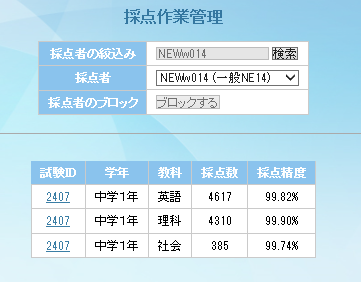 採点作業管理
採点者の絞込み NEWw014 検索
採点者 NEWw014 (一般NE14)
採点者のブロック ブロックする
試験ID 学年 教科 採点数 採点精度
2407 中学1年 英語 4617 99.82%
2407 中学1年 理科 4310 99.90%
2407 中学1年 社会 385 99.74%